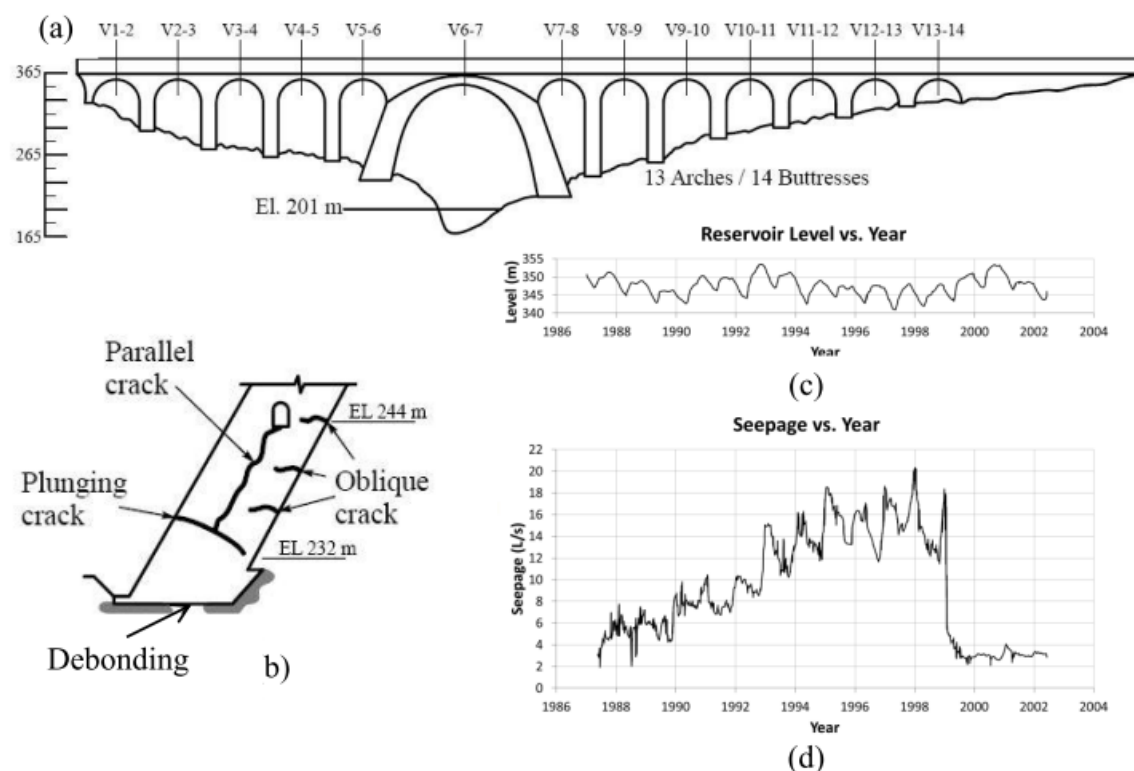 (a)
V1-2 V2-3 V3-4 V4-5 V5-6 V6-7 V7-8 V8-9 V9-10 V10-11 V11-12 V12-13 V13-14
365
265
165
El. 201 m
13 Arches / 14 Buttresses
Reservoir Level vs. Year
Level (m)
355
350
345
340
1986 1988 1990 1992 1994 1996 1998 2000 2002 2004
Year
(c)
Parallel
crack
EL 244 m
Plunging
crack
Oblique
crack
EL 232 m
Debonding
b)
Seepage vs. Year
Seepage (L/s)
22
20
18
16
14
12
10
8
6
4
2
0
1986 1988 1990 1992 1994 1996 1998 2000 2002 2004
Year
(d)